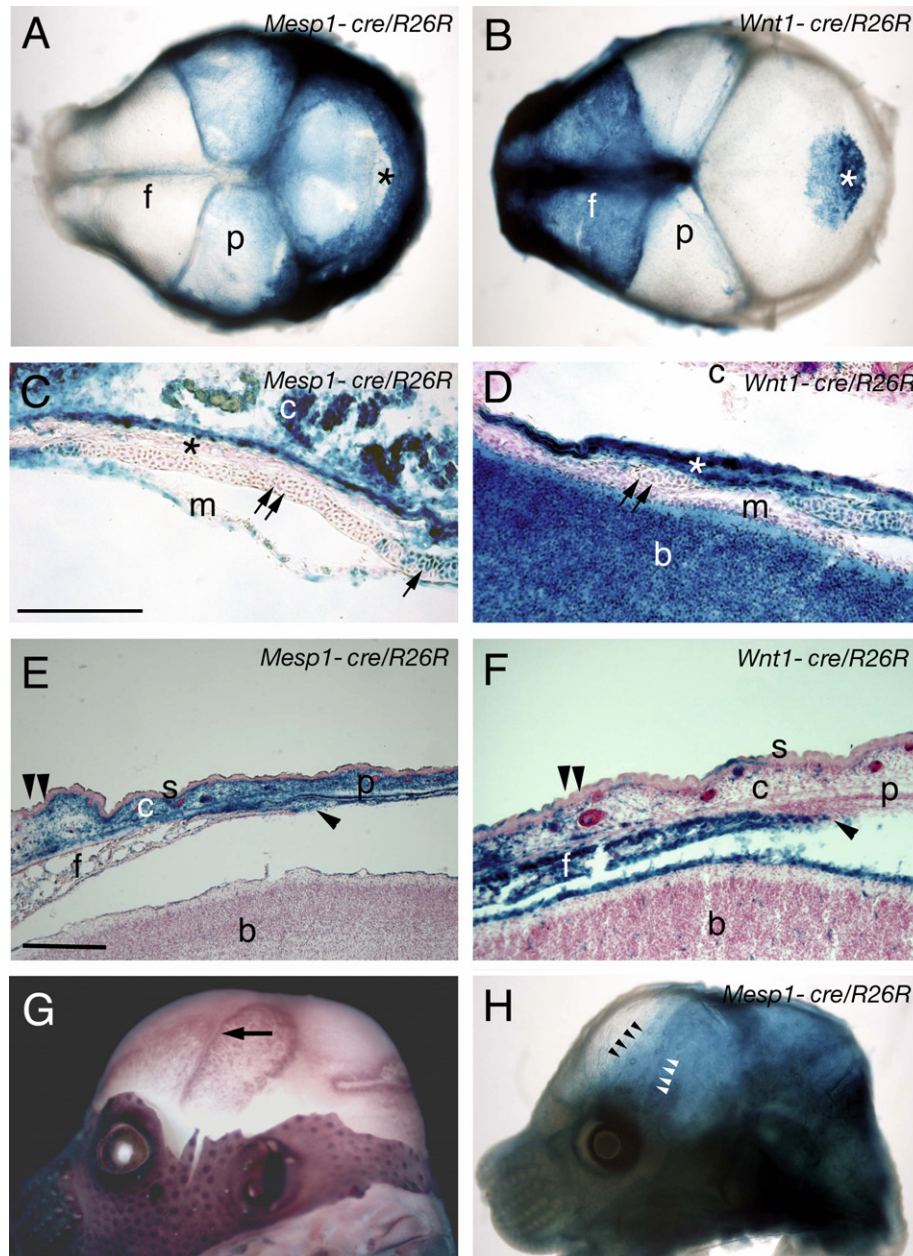 A Mesp1- cre/R26R
f
p
*
B Wnt1- cre/R26R
f
p
*
C Mesp1- cre/R26R
c
*
m
D c Wnt1- cre/R26R
*
m
b
E Mesp1- cre/R26R
s
c
p
f
b
F Wnt1- cre/R26R
s
c
p
f
b
G
H Mesp1- cre/R26R